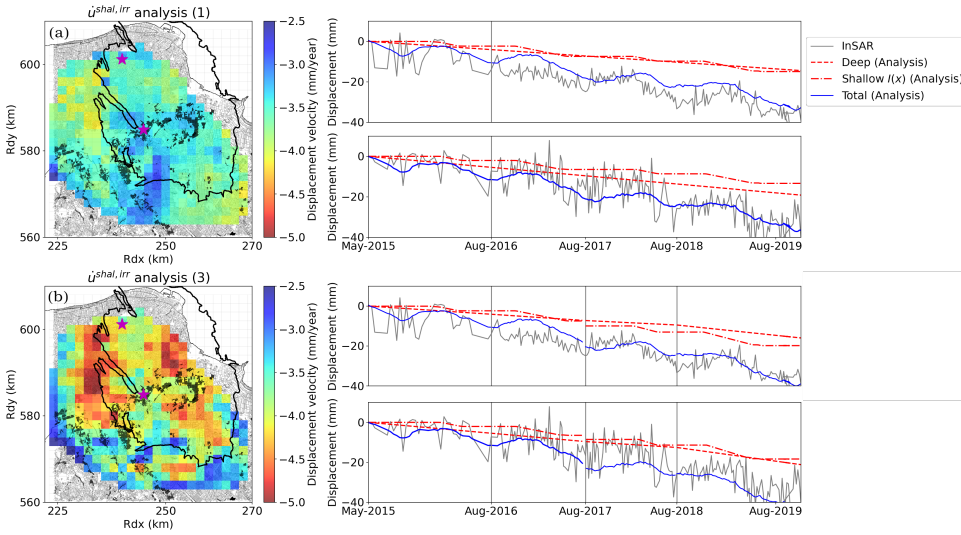 u̇^{shal,irr} analysis (1)
(a)
600
580
560
Rdy (km)
225
250
270
Rdx (km)
−2.5
−3.0
−3.5
−4.0
−4.5
−5.0
Displacement velocity (mm/year)
Displacement (mm)
0
−20
−40
Displacement (mm)
0
−20
−40
May-2015
Aug-2016
Aug-2017
Aug-2018
Aug-2019
InSAR
Deep (Analysis)
Shallow I(x) (Analysis)
Total (Analysis)
u̇^{shal,irr} analysis (3)
(b)
600
580
560
Rdy (km)
225
250
270
Rdx (km)
−2.5
−3.0
−3.5
−4.0
−4.5
−5.0
Displacement velocity (mm/year)
Displacement (mm)
0
−20
−40
Displacement (mm)
0
−20
−40
May-2015
Aug-2016
Aug-2017
Aug-2018
Aug-2019